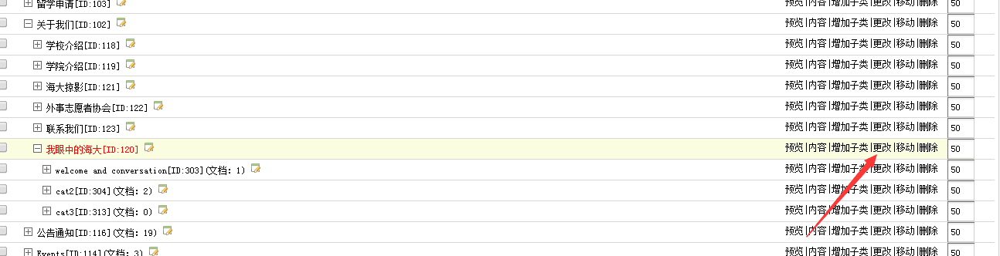 留学申请[ID:103] 预览|内容|增加子类|更改|移动|删除 50
关于我们[ID:102] 预览|内容|增加子类|更改|移动|删除 50
学校介绍[ID:118] 预览|内容|增加子类|更改|移动|删除 50
学院介绍[ID:119] 预览|内容|增加子类|更改|移动|删除 50
海大掠影[ID:121] 预览|内容|增加子类|更改|移动|删除 50
外事志愿者协会[ID:122] 预览|内容|增加子类|更改|移动|删除 50
联系我们[ID:123] 预览|内容|增加子类|更改|移动|删除 50
我眼中的海大[ID:120] 预览|内容|增加子类|更改|移动|删除 50
welcome and conversation[ID:303](文档：1) 预览|内容|增加子类|更改|移动|删除 50
cat2[ID:304](文档：2) 预览|内容|增加子类|更改|移动|删除 50
cat3[ID:313](文档：0) 预览|内容|增加子类|更改|移动|删除 50
公告通知[ID:116](文档：19) 预览|内容|增加子类|更改|移动|删除 50
Events[ID:114](文档：3) 预览|内容|增加子类|更改|移动|删除 50